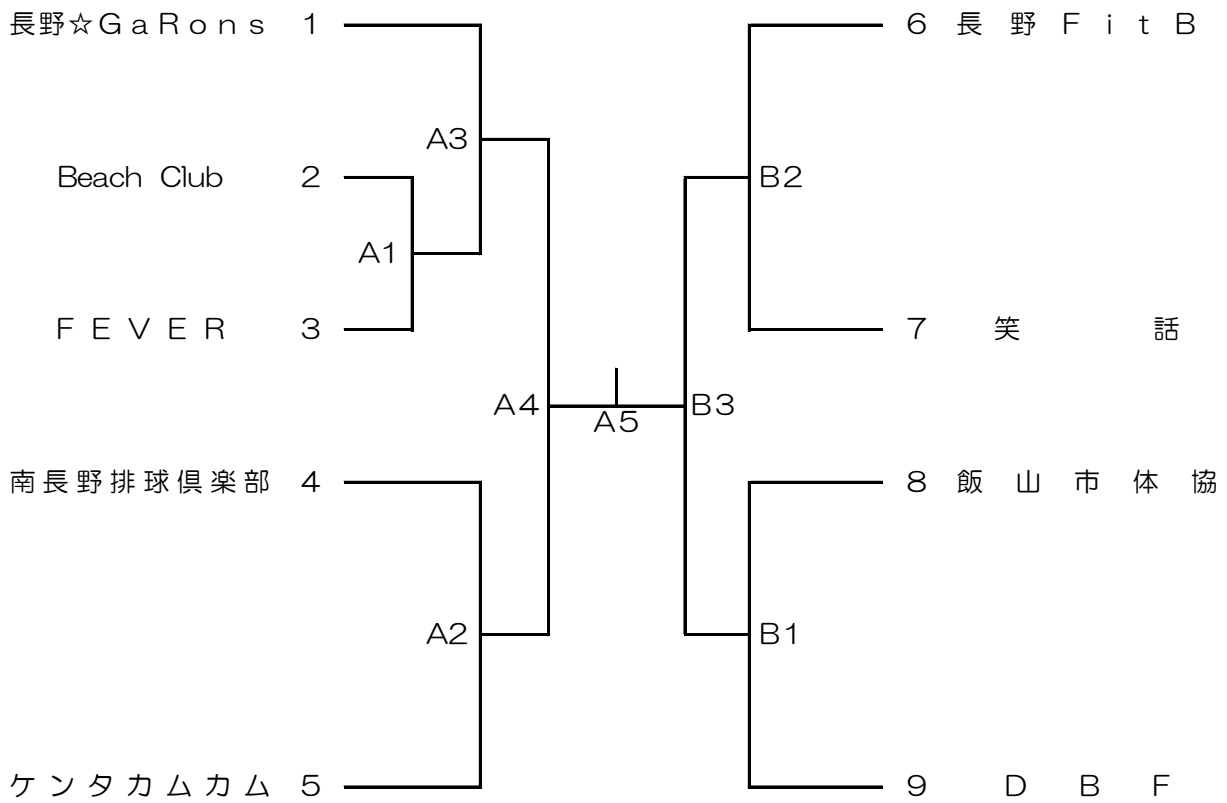 長野☆GaRons 1
6 長野FitB
A3
Beach Club 2
B2
A1
FEVER 3
7 笑話
A4
A5
B3
南長野排球倶楽部 4
8 飯山市体協
A2
B1
ケンタカムカム 5
9 DBF